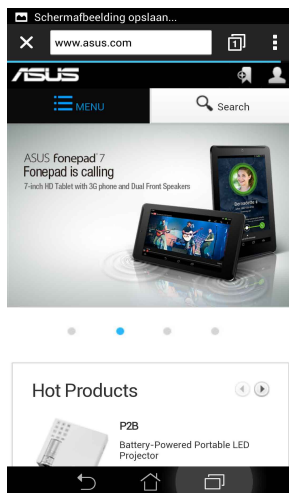 Schermafbeelding opslaan...
www.asus.com
1
ASUS
MENU
Search
ASUS fonepad 7
Fonepad is calling
7-inch HD Tablet with 3G phone and Dual Front Speakers
Hot Products
P2B
Battery-Powered Portable LED
Projector